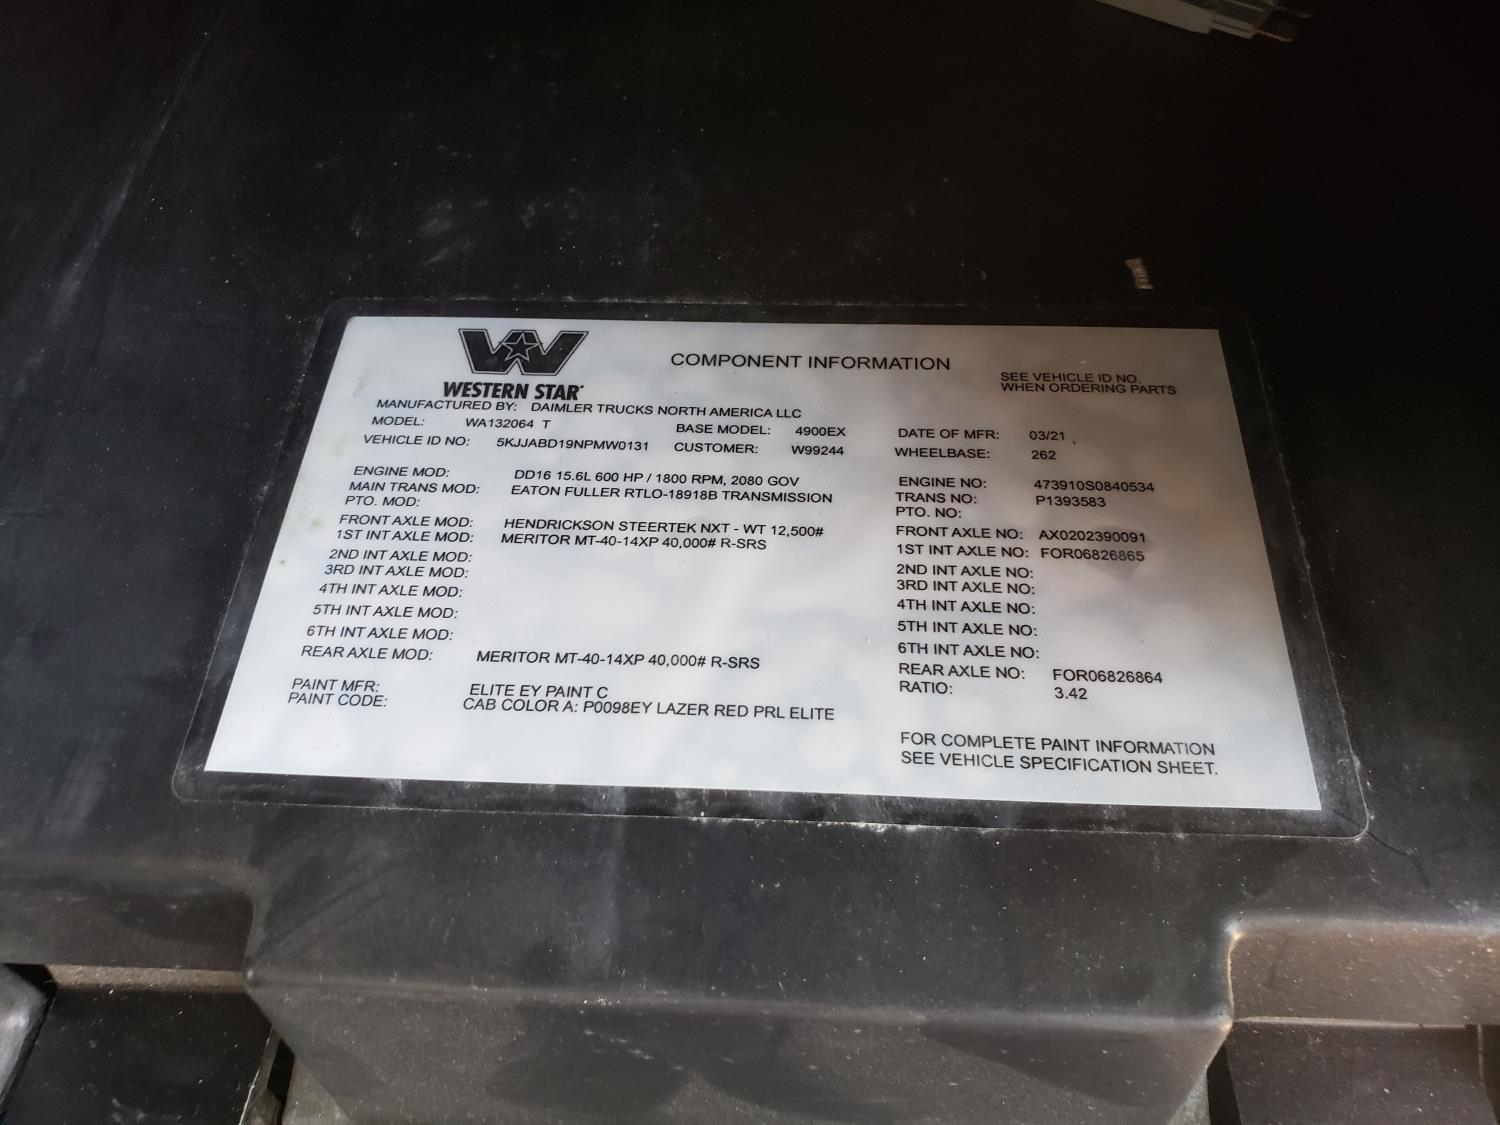 WESTERN STAR
COMPONENT INFORMATION
SEE VEHICLE ID NO.
WHEN ORDERING PARTS
MANUFACTURED BY: DAIMLER TRUCKS NORTH AMERICA LLC
MODEL: WA132064 T BASE MODEL: 4900EX DATE OF MFR: 03/21
VEHICLE ID NO: 5KJJABD19NPMW0131 CUSTOMER: W99244 WHEELBASE: 262
ENGINE MOD: DD16 15.6L 600 HP / 1800 RPM, 2080 GOV ENGINE NO: 473910S0840534
MAIN TRANS MOD: EATON FULLER RTLO-18918B TRANSMISSION TRANS NO: P1393583
PTO. MOD: PTO. NO:
FRONT AXLE MOD: HENDRICKSON STEERTEK NXT - WT 12,500# FRONT AXLE NO: AX0202390091
1ST INT AXLE MOD: MERITOR MT-40-14XP 40,000# R-SRS 1ST INT AXLE NO: FOR06826865
2ND INT AXLE MOD: 2ND INT AXLE NO:
3RD INT AXLE MOD: 3RD INT AXLE NO:
4TH INT AXLE MOD: 4TH INT AXLE NO:
5TH INT AXLE MOD: 5TH INT AXLE NO:
6TH INT AXLE MOD: 6TH INT AXLE NO:
REAR AXLE MOD: MERITOR MT-40-14XP 40,000# R-SRS REAR AXLE NO: FOR06826864
RATIO: 3.42
PAINT MFR: ELITE EY PAINT C
PAINT CODE: CAB COLOR A: P0098EY LAZER RED PRL ELITE
FOR COMPLETE PAINT INFORMATION
SEE VEHICLE SPECIFICATION SHEET.